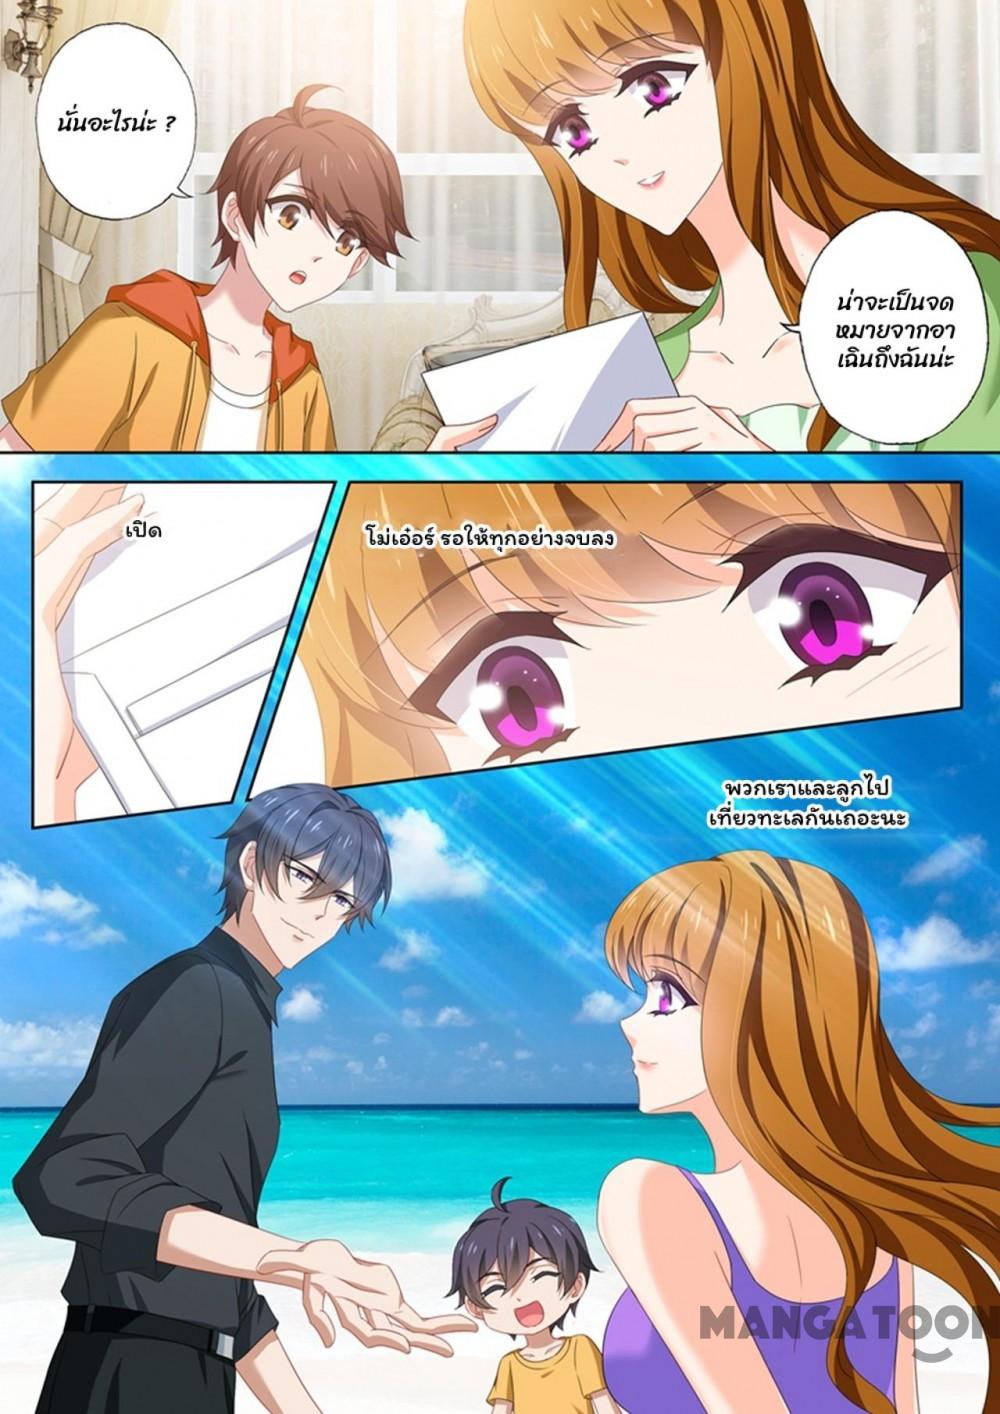 นั่นอะไรน่ะ ?
น่าจะเป็นจด
หมายจากอา
เฉินถึงฉันน่ะ
เปิด
โม่เอ๋อร์ รอให้ทุกอย่างจบลง
พวกเราและลูกไป
เที่ยวทะเลกันเถอะนะ
MANGATOON